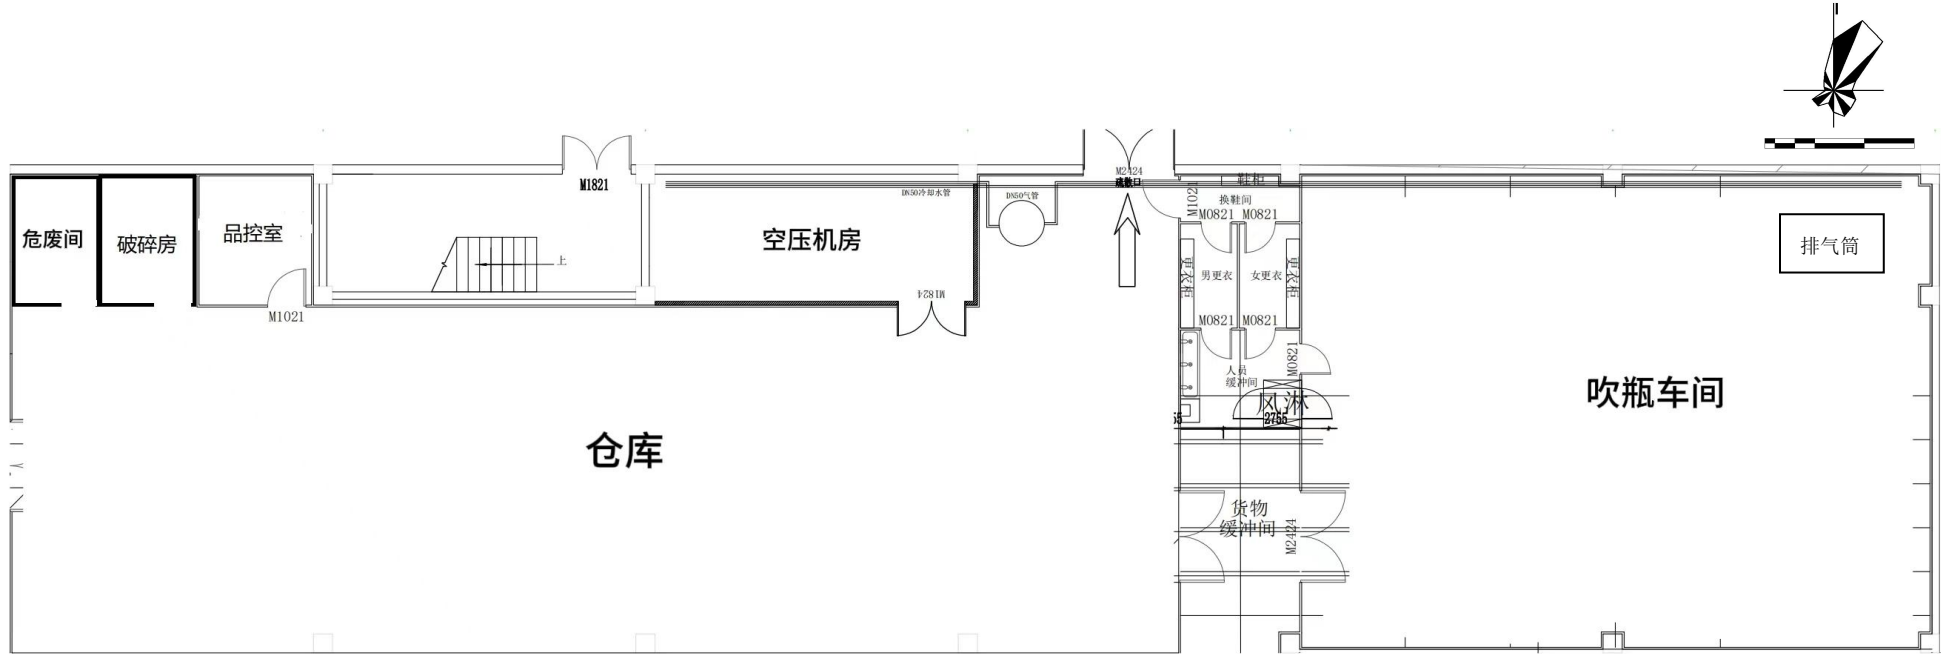 M1821
M2424
疏散口
危废间
破碎房
品控室
M1021
上
DN50冷却水管
空压机房
M1824
DN50气管
M1021
鞋柜
换鞋间
M0821
M0821
更衣柜
男更衣
女更衣
更衣柜
M0821
M0821
M0821
人员
缓冲间
风淋
55
2755
排气筒
吹瓶车间
仓库
货物
缓冲间
M2424